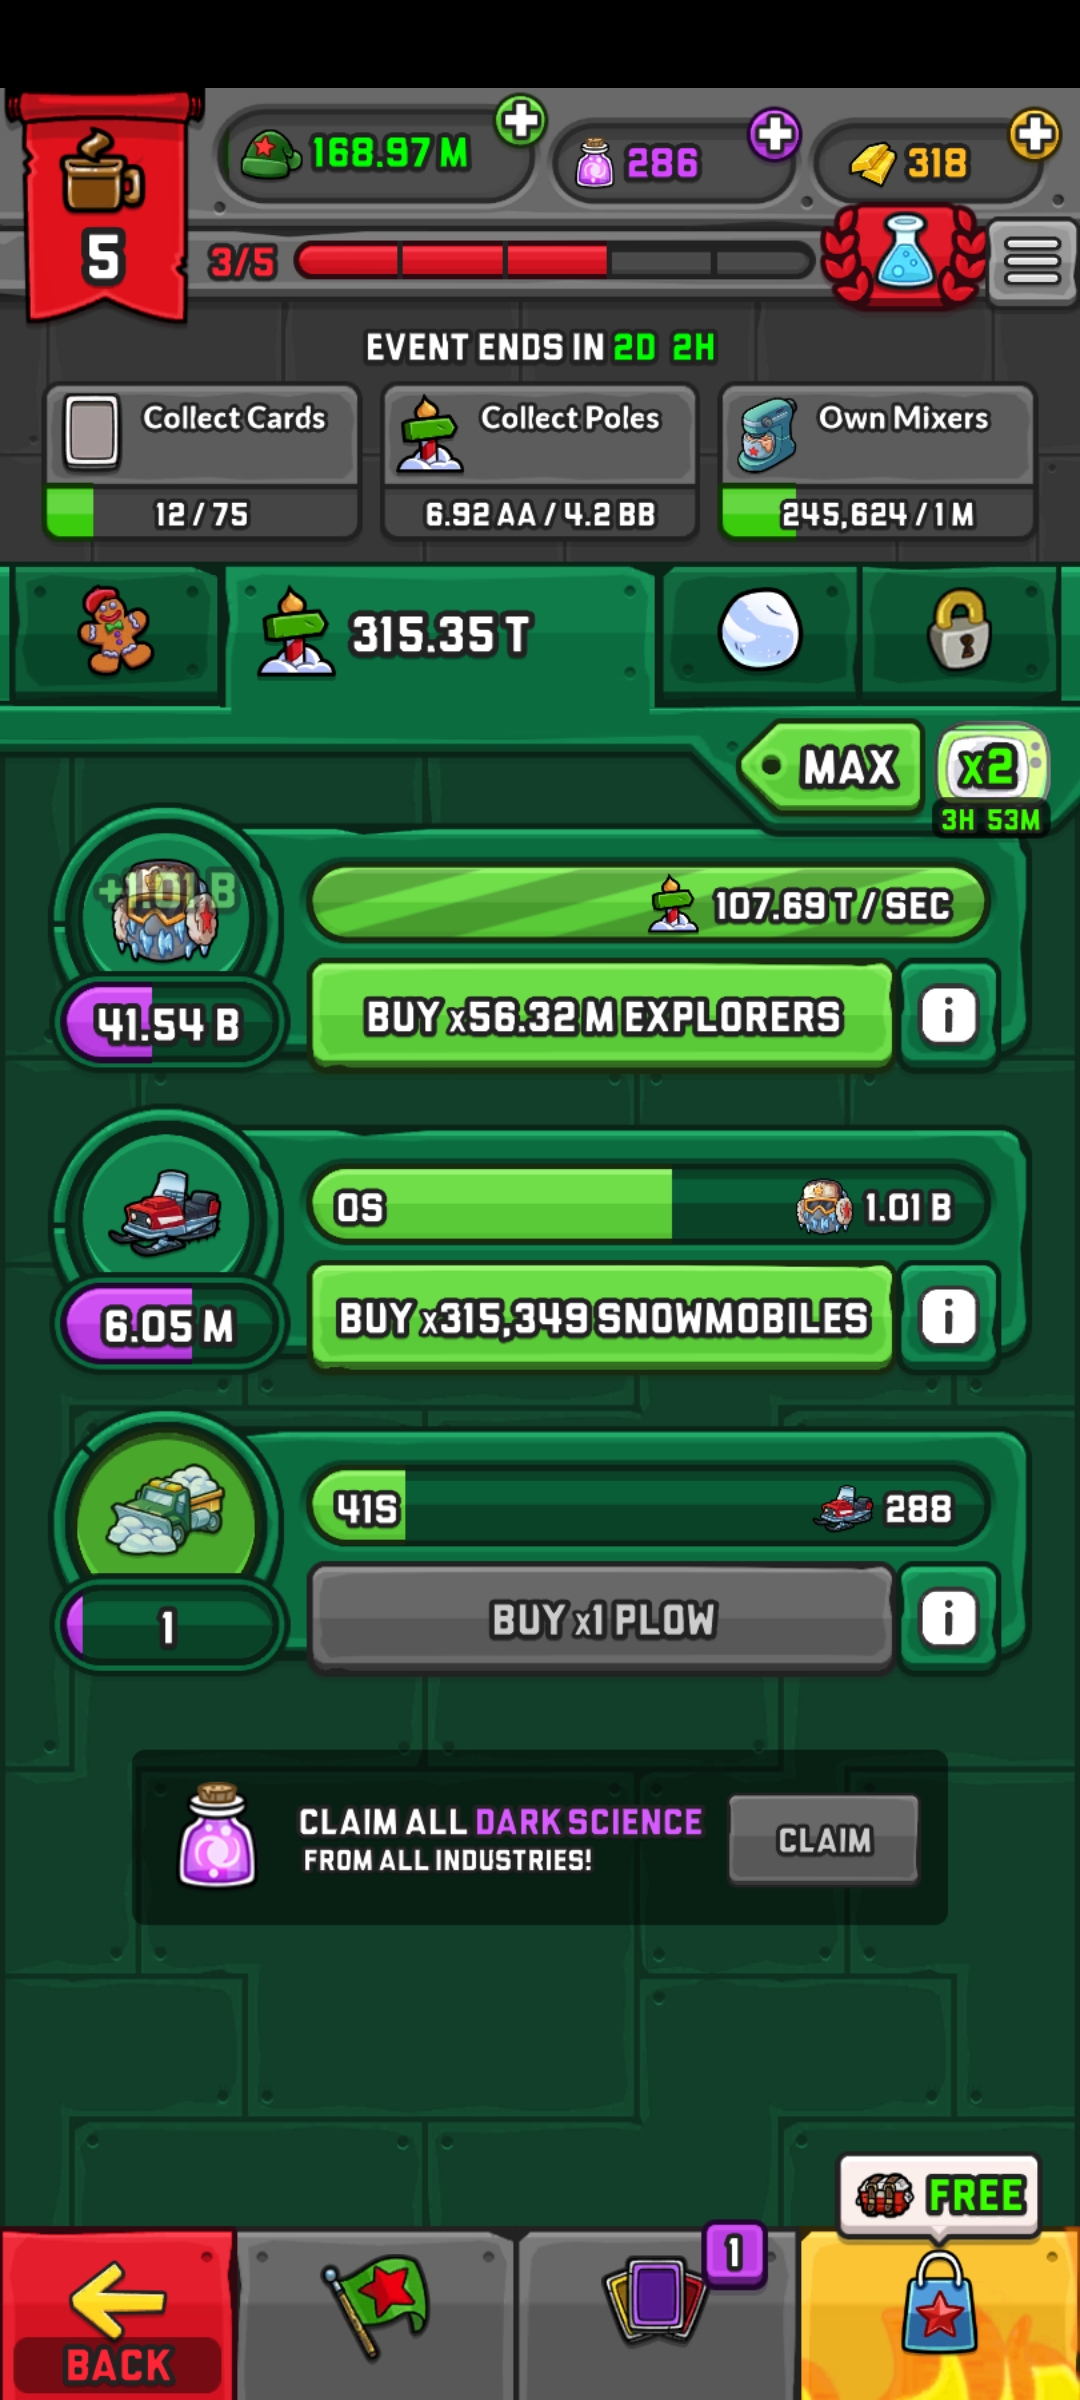 168.97 M
286
318
5
3/5
EVENT ENDS IN 2D 2H
Collect Cards
12 / 75
Collect Poles
6.92 AA / 4.2 BB
Own Mixers
245,624 / 1 M
315.35 T
MAX
x2
3H 53M
+1.01 B
107.69 T / SEC
41.54 B
BUY x56.32 M EXPLORERS
0S
1.01 B
6.05 M
BUY x315,349 SNOWMOBILES
41S
288
1
BUY x1 PLOW
CLAIM ALL DARK SCIENCE
FROM ALL INDUSTRIES!
CLAIM
FREE
1
BACK